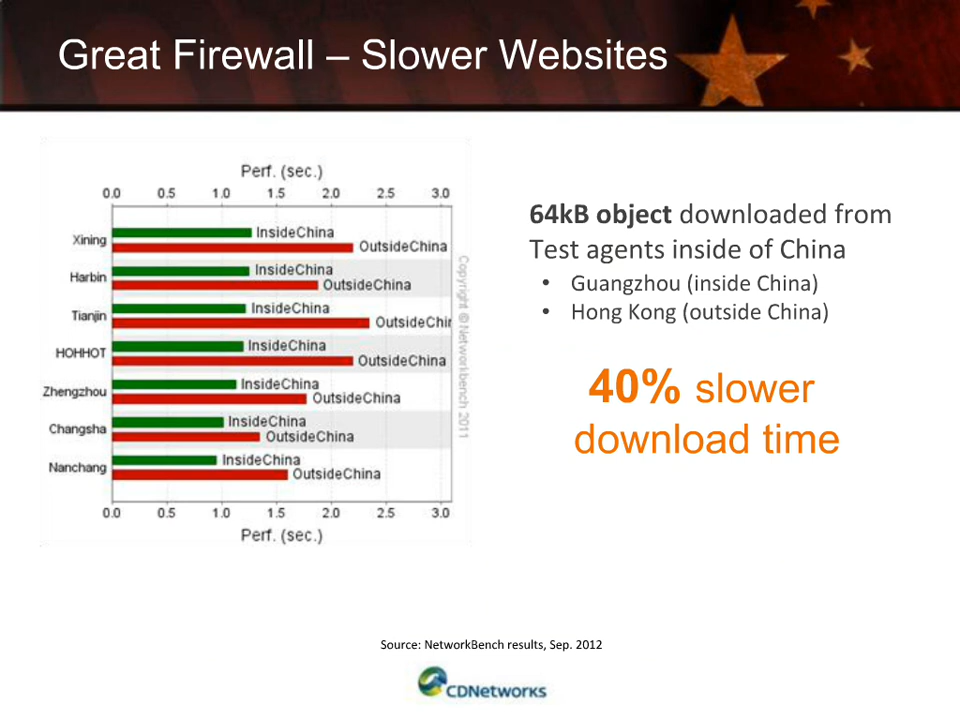 Great Firewall – Slower Websites
Perf. (sec.)
0.0 0.5 1.0 1.5 2.0 2.5 3.0
Xining
InsideChina
OutsideChina
Harbin
InsideChina
OutsideChina
Tianjin
InsideChina
OutsideChin
HOHHOT
InsideChina
OutsideChina
Zhengzhou
InsideChina
OutsideChina
Changsha
InsideChina
OutsideChina
Nanchang
InsideChina
OutsideChina
0.0 0.5 1.0 1.5 2.0 2.5 3.0
Perf. (sec.)
Copyright @ Networkbench 2011
64kB object downloaded from
Test agents inside of China
• Guangzhou (inside China)
• Hong Kong (outside China)
40% slower
download time
Source: NetworkBench results, Sep. 2012
CDNetworks